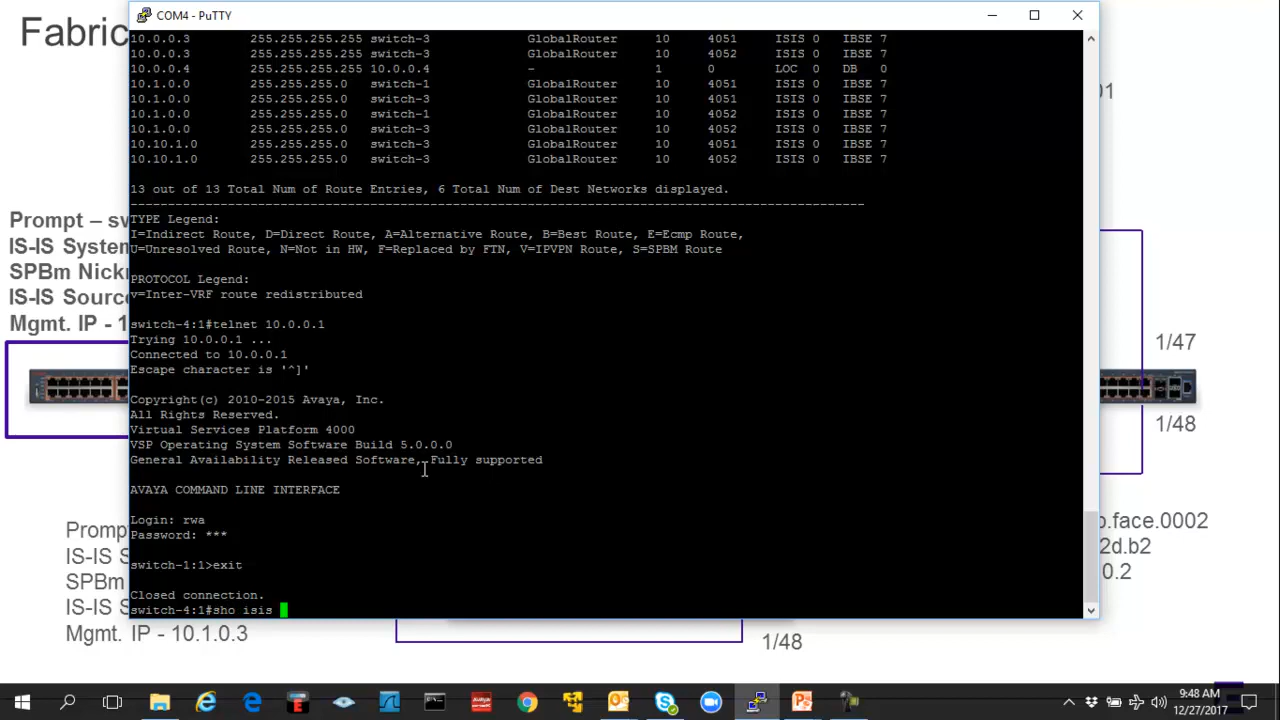 Fabric
COM4 - PuTTY
10.0.0.3 255.255.255.255 switch-3 GlobalRouter 10 4051 ISIS 0 IBSE 7
10.0.0.3 255.255.255.255 switch-3 GlobalRouter 10 4052 ISIS 0 IBSE 7
10.0.0.4 255.255.255.255 10.0.0.4 - 1 0 LOC 0 DB 0
10.1.0.0 255.255.255.0 switch-1 GlobalRouter 10 4051 ISIS 0 IBSE 7
10.1.0.0 255.255.255.0 switch-3 GlobalRouter 10 4051 ISIS 0 IBSE 7
10.1.0.0 255.255.255.0 switch-1 GlobalRouter 10 4052 ISIS 0 IBSE 7
10.1.0.0 255.255.255.0 switch-3 GlobalRouter 10 4052 ISIS 0 IBSE 7
10.10.1.0 255.255.255.0 switch-3 GlobalRouter 10 4051 ISIS 0 IBSE 7
10.10.1.0 255.255.255.0 switch-3 GlobalRouter 10 4052 ISIS 0 IBSE 7
13 out of 13 Total Num of Route Entries, 6 Total Num of Dest Networks displayed.
--------------------------------------------------------------------------------------------------
TYPE Legend:
I=Indirect Route, D=Direct Route, A=Alternative Route, B=Best Route, E=Ecmp Route,
U=Unresolved Route, N=Not in HW, F=Replaced by FTN, V=IPVPN Route, S=SPBM Route
PROTOCOL Legend:
v=Inter-VRF route redistributed
switch-4:1#telnet 10.0.0.1
Trying 10.0.0.1 ...
Connected to 10.0.0.1
Escape character is '^]'
Copyright(c) 2010-2015 Avaya, Inc.
All Rights Reserved.
Virtual Services Platform 4000
VSP Operating System Software Build 5.0.0.0
General Availability Released Software, Fully supported
AVAYA COMMAND LINE INTERFACE
Login: rwa
Password: ***
switch-1:1>exit
Closed connection.
switch-4:1#sho isis
Prompt – sw
IS-IS System
SPBm Nickn
IS-IS Source
Mgmt. IP - 1
01
1/47
1/48
Prompt
IS-IS S
SPBm
IS-IS S
Mgmt. IP - 10.1.0.3
1/48
o.face.0002
2d.b2
0.2
9:48 AM
12/27/2017